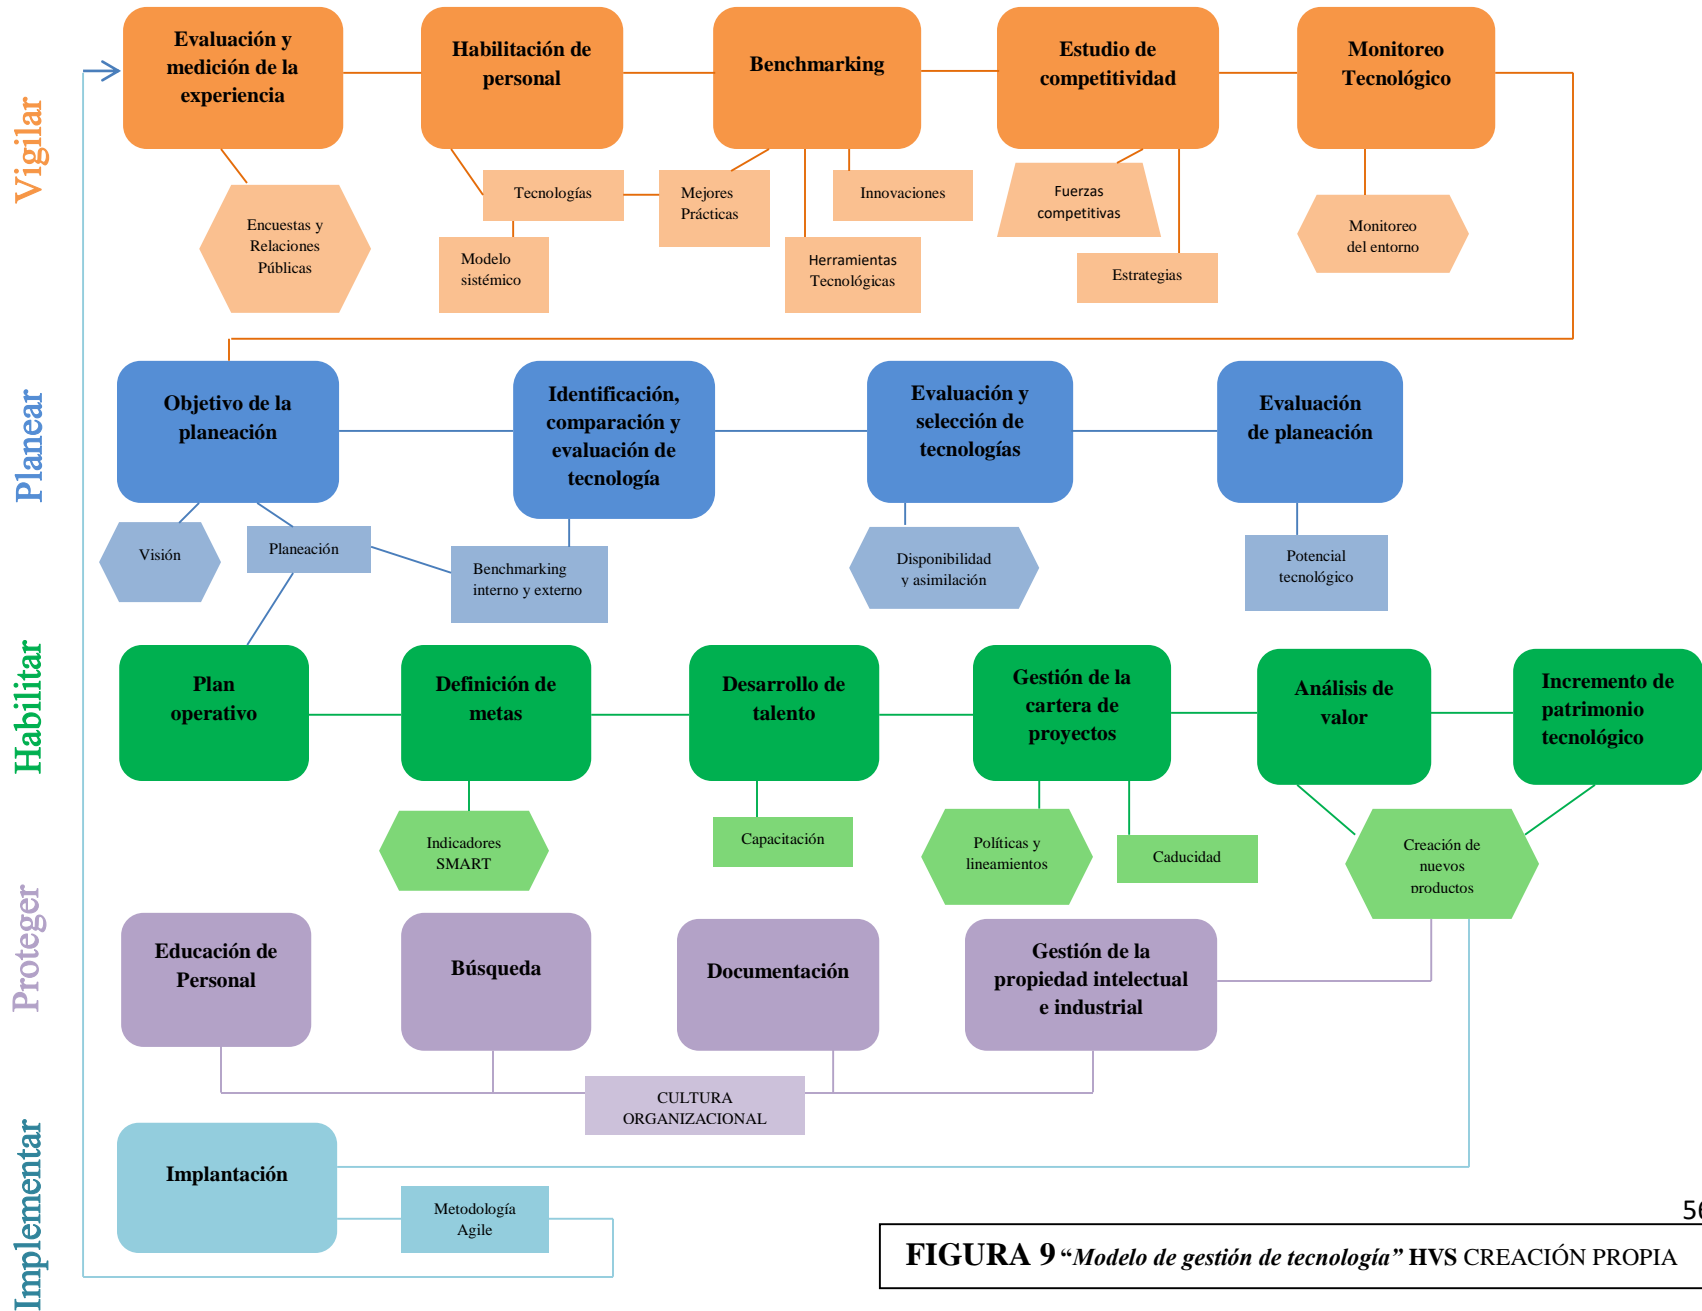 Vigilar
Evaluación y
medición de la
experiencia
Habilitación de
personal
Benchmarking
Estudio de
competitividad
Monitoreo
Tecnológico
Encuestas y
Relaciones
Públicas
Tecnologías
Modelo
sistémico
Mejores
Prácticas
Innovaciones
Herramientas
Tecnológicas
Fuerzas
competitivas
Estrategias
Monitoreo
del entorno
Planear
Objetivo de la
planeación
Identificación,
comparación y
evaluación de
tecnología
Evaluación y
selección de
tecnologías
Evaluación
de planeación
Visión
Planeación
Benchmarking
interno y externo
Disponibilidad
y asimilación
Potencial
tecnológico
Habilitar
Plan
operativo
Definición de
metas
Desarrollo de
talento
Gestión de la
cartera de
proyectos
Análisis de
valor
Incremento de
patrimonio
tecnológico
Indicadores
SMART
Capacitación
Políticas y
lineamientos
Caducidad
Creación de
nuevos
productos
Proteger
Educación de
Personal
Búsqueda
Documentación
Gestión de la
propiedad intelectual
e industrial
CULTURA
ORGANIZACIONAL
Implementar
Implantación
Metodología
Agile
56
FIGURA 9 “Modelo de gestión de tecnología” HVS CREACIÓN PROPIA